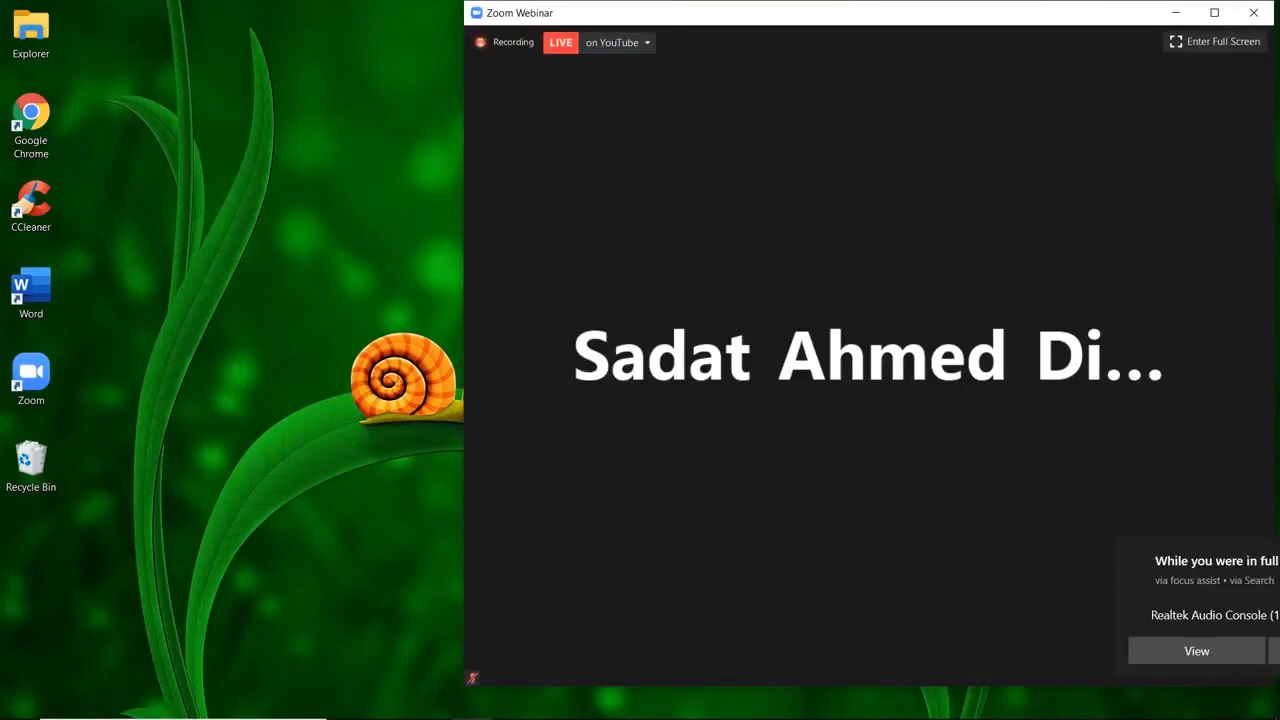 Explorer
Google
Chrome
CCleaner
Word
Zoom
Recycle Bin
Zoom Webinar
Recording
LIVE on YouTube
Enter Full Screen
Sadat Ahmed Di...
While you were in full
via focus assist • via Search
Realtek Audio Console (1
View